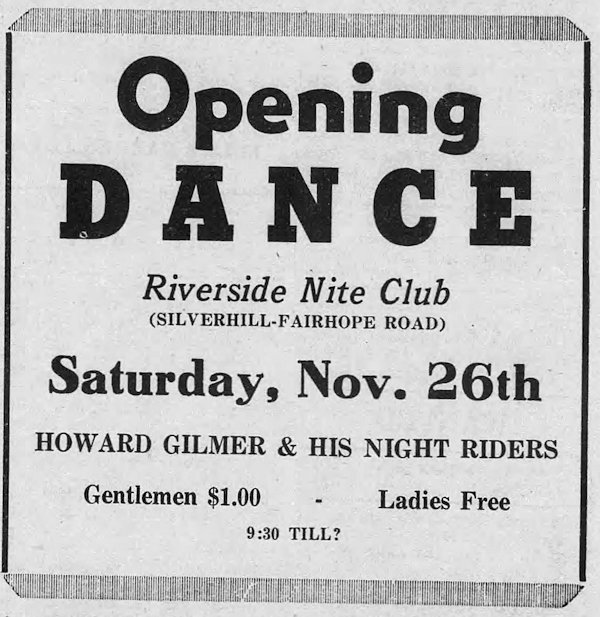 Opening
DANCE
Riverside Nite Club
(SILVERHILL-FAIRHOPE ROAD)
Saturday, Nov. 26th
HOWARD GILMER & HIS NIGHT RIDERS
Gentlemen $1.00 - Ladies Free
9:30 TILL?